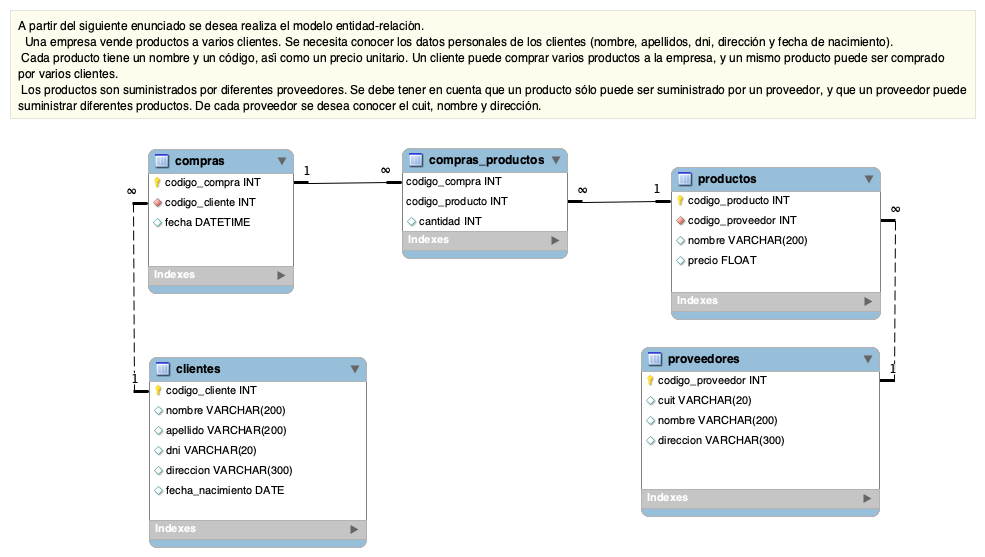 A partir del siguiente enunciado se desea realiza el modelo entidad-relación.
Una empresa vende productos a varios clientes. Se necesita conocer los datos personales de los clientes (nombre, apellidos, dni, dirección y fecha de nacimiento).
Cada producto tiene un nombre y un código, así como un precio unitario. Un cliente puede comprar varios productos a la empresa, y un mismo producto puede ser comprado
por varios clientes.
Los productos son suministrados por diferentes proveedores. Se debe tener en cuenta que un producto sólo puede ser suministrado por un proveedor, y que un proveedor puede
suministrar diferentes productos. De cada proveedor se desea conocer el cuit, nombre y dirección.
compras
codigo_compra INT
codigo_cliente INT
fecha DATETIME
Indexes
1
∞
∞
1
compras_productos
codigo_compra INT
codigo_producto INT
cantidad INT
Indexes
∞
1
productos
codigo_producto INT
codigo_proveedor INT
nombre VARCHAR(200)
precio FLOAT
Indexes
∞
1
clientes
codigo_cliente INT
nombre VARCHAR(200)
apellido VARCHAR(200)
dni VARCHAR(20)
direccion VARCHAR(300)
fecha_nacimiento DATE
Indexes
proveedores
codigo_proveedor INT
cuit VARCHAR(20)
nombre VARCHAR(200)
direccion VARCHAR(300)
Indexes